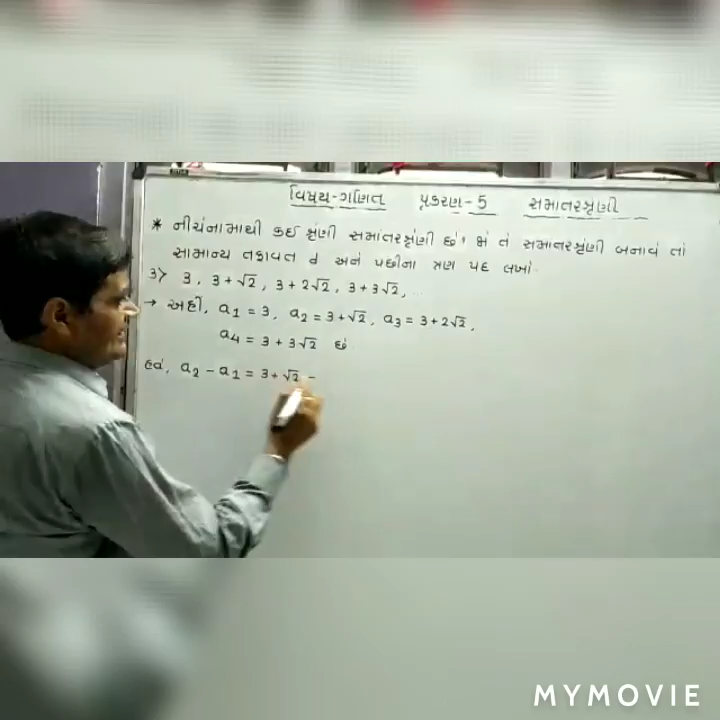 વિષય-ગણિત પ્રકરણ-5 સમાંતરશ્રેણી
* નીચેનામાથી કઈ શ્રેણી સમાંતરશ્રેણી છે? જો તે સમાંતરશ્રેણી બનાવે તો
સામાન્ય તફાવત d અને પછીના ત્રણ પદ લખો.
3> 3, 3+√2, 3+2√2, 3+3√2, ...
→ અહીં, a₁ = 3, a₂ = 3+√2, a₃ = 3+2√2,
a₄ = 3+3√2 છે
હવે, a₂ - a₁ = 3+√2 -
MYMOVIE